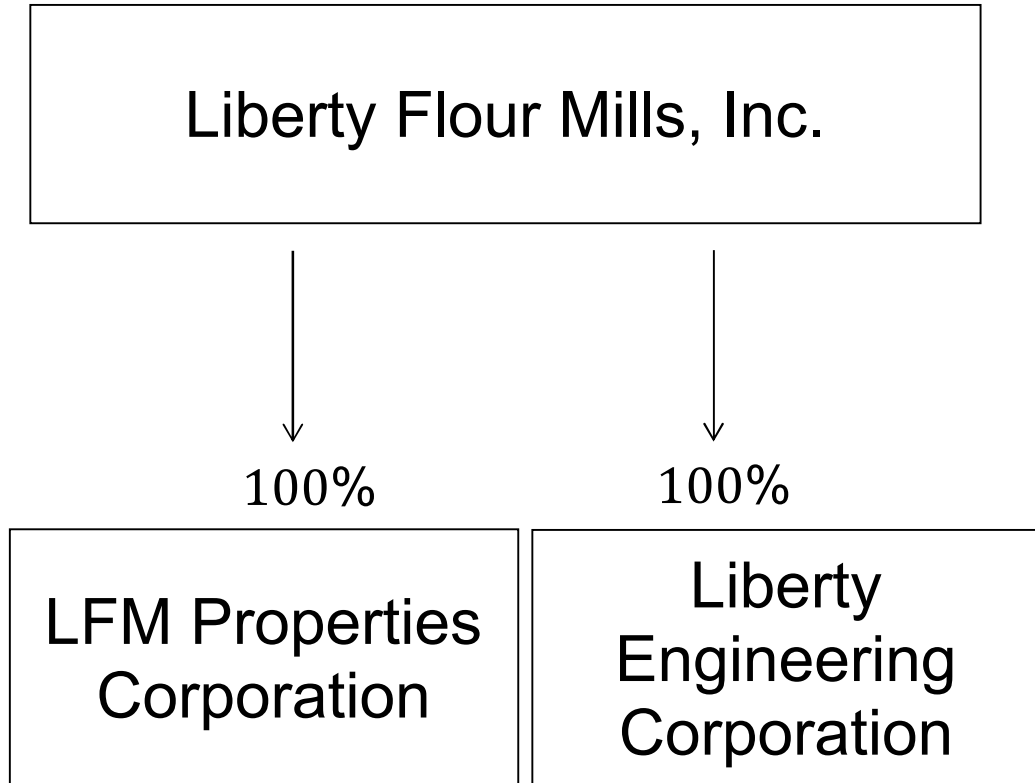 Liberty Flour Mills, Inc.
100%
100%
LFM Properties
Corporation
Liberty
Engineering
Corporation